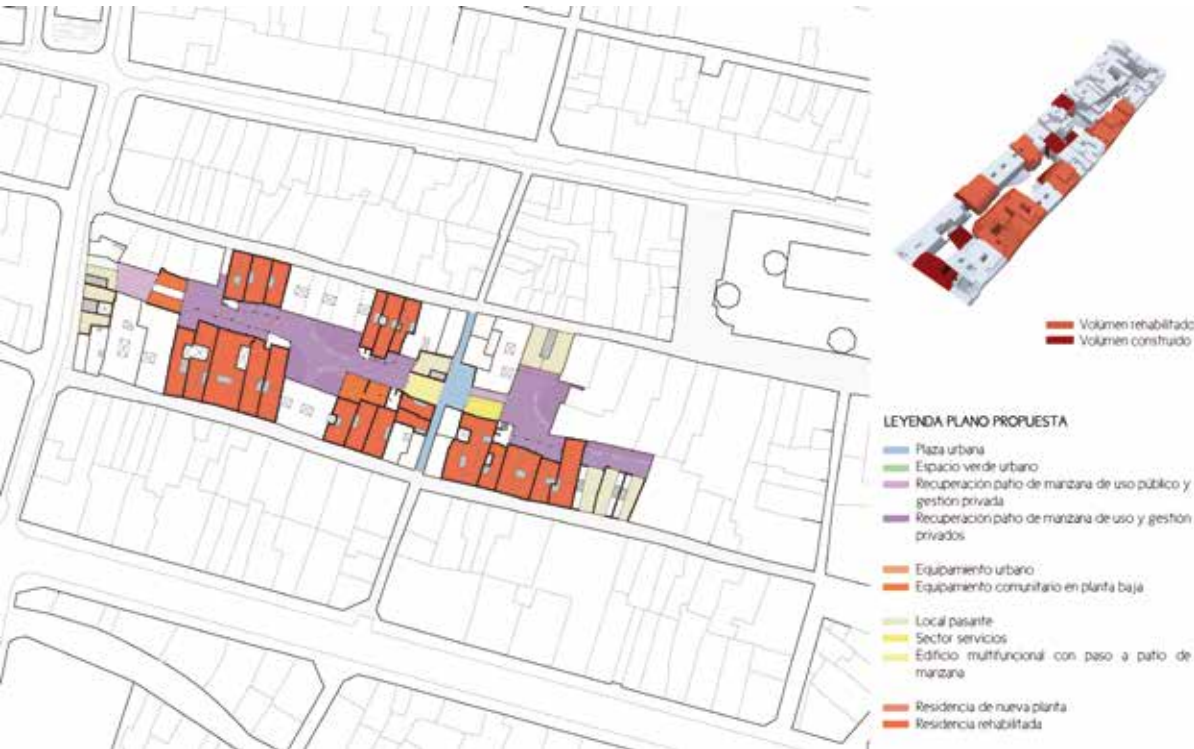 Volumen rehabilitado
Volumen construido
LEYENDA PLANO PROPUESTA
Plaza urbana
Espacio verde urbano
Recuperación patio de manzana de uso público y
gestión privada
Recuperación patio de manzana de uso y gestión
privados
Equipamiento urbano
Equipamiento comunitario en planta baja
Local pasante
Sector servicios
Edificio multifuncional con paso a patio de
manzana
Residencia de nueva planta
Residencia rehabilitada